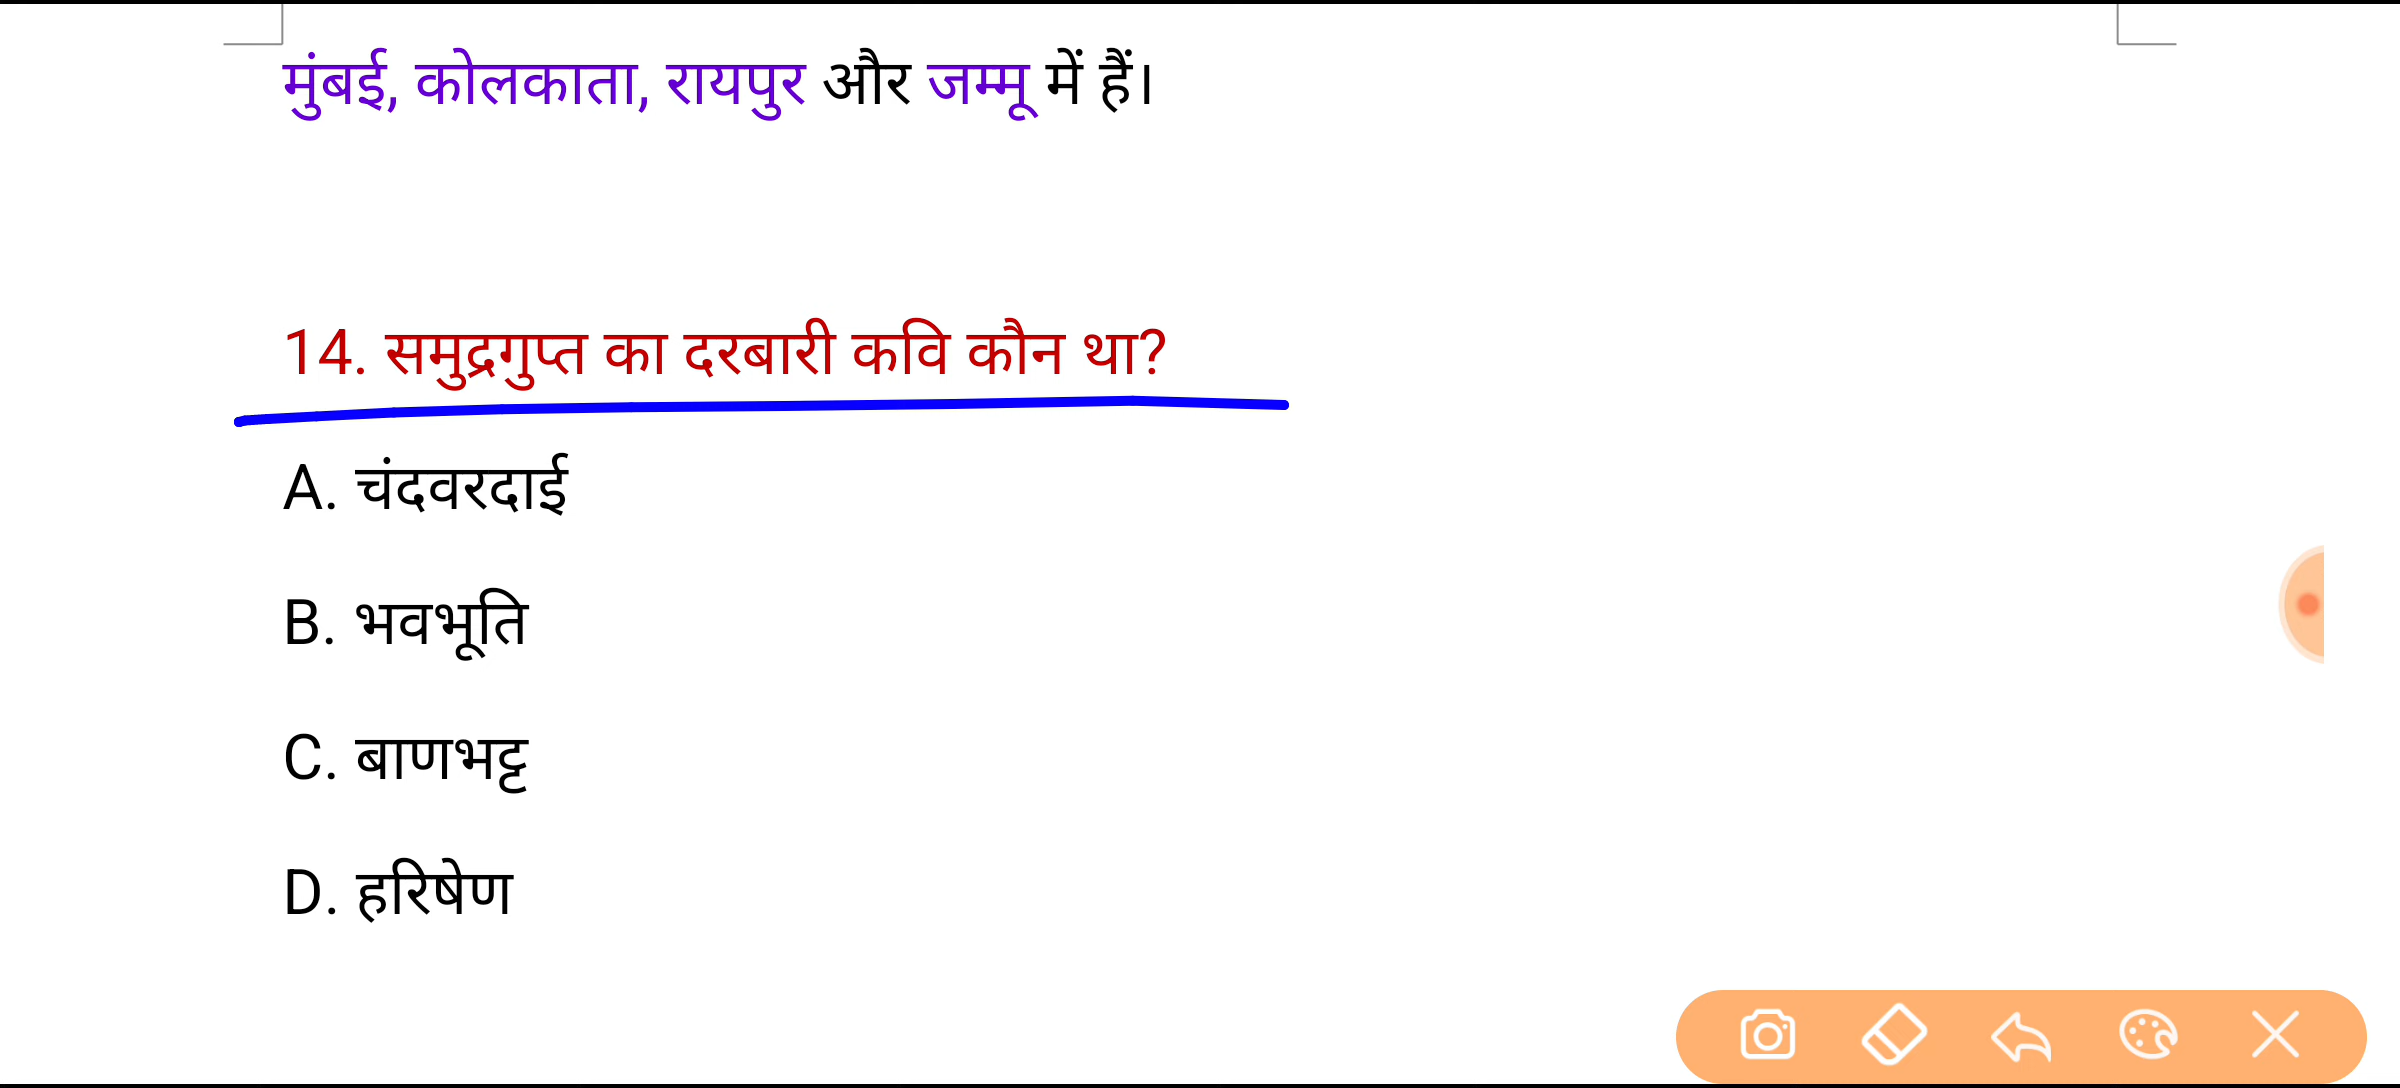 मुंबई, कोलकाता, रायपुर और जम्मू में हैं।
14. समुद्रगुप्त का दरबारी कवि कौन था?
A. चंदवरदाई
B. भवभूति
C. बाणभट्ट
D. हरिषेण